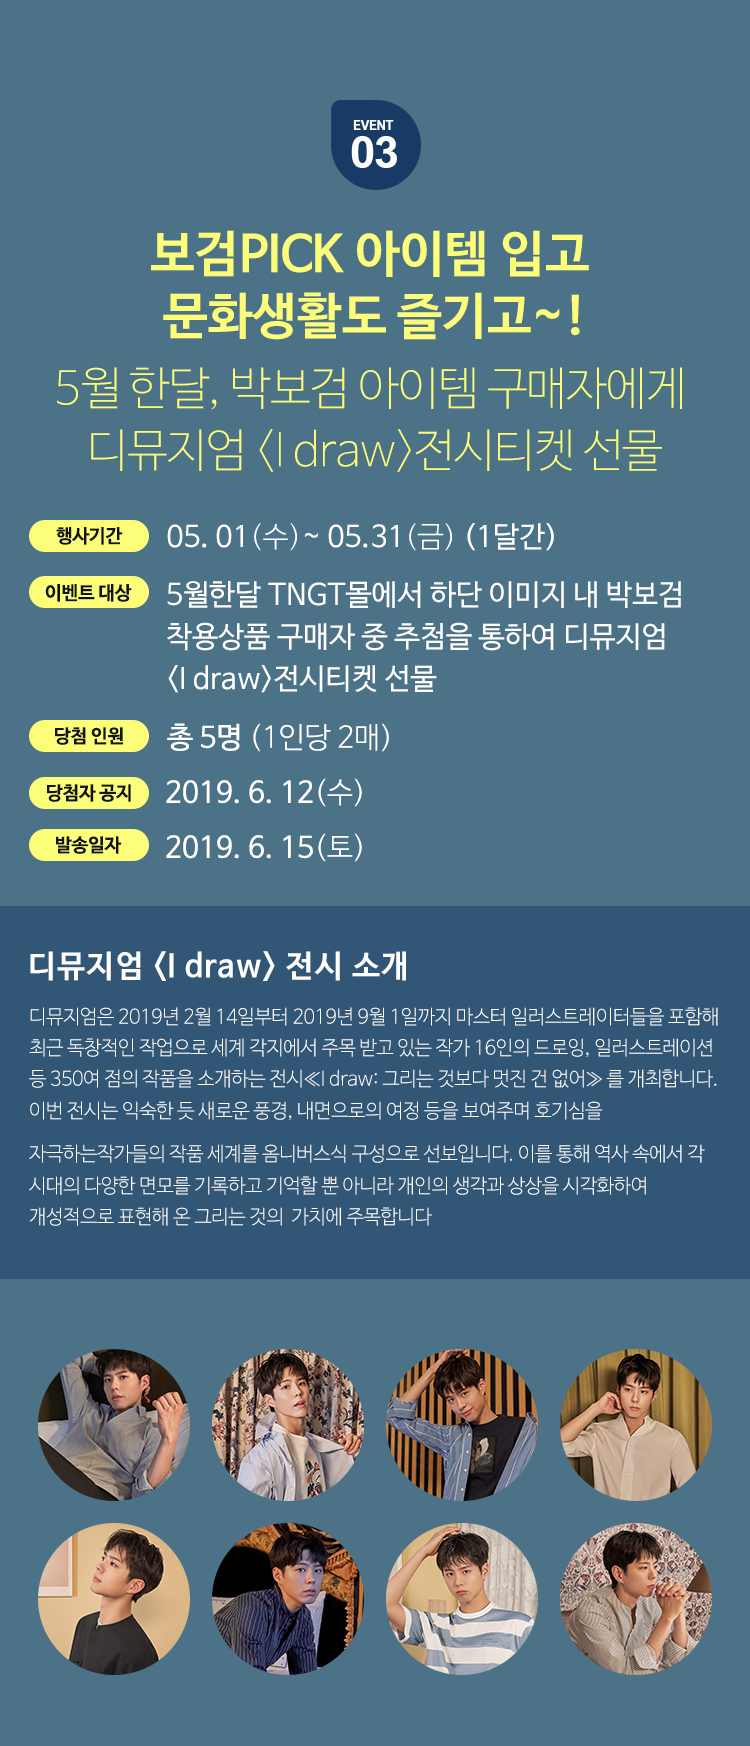 EVENT
03
보검PICK 아이템 입고
문화생활도 즐기고~!
5월 한달, 박보검 아이템 구매자에게
디뮤지엄 〈I draw〉전시티켓 선물
행사기간 05. 01(수)~ 05.31(금) (1달간)
이벤트 대상 5월한달 TNGT몰에서 하단 이미지 내 박보검
착용상품 구매자 중 추첨을 통하여 디뮤지엄
〈I draw〉전시티켓 선물
당첨 인원 총 5명 (1인당 2매)
당첨자 공지 2019. 6. 12(수)
발송일자 2019. 6. 15(토)
디뮤지엄 〈I draw〉 전시 소개
디뮤지엄은 2019년 2월 14일부터 2019년 9월 1일까지 마스터 일러스트레이터들을 포함해
최근 독창적인 작업으로 세계 각지에서 주목 받고 있는 작가 16인의 드로잉, 일러스트레이션
등 350여 점의 작품을 소개하는 전시≪I draw: 그리는 것보다 멋진 건 없어≫ 를 개최합니다.
이번 전시는 익숙한 듯 새로운 풍경, 내면으로의 여정 등을 보여주며 호기심을
자극하는작가들의 작품 세계를 옴니버스식 구성으로 선보입니다. 이를 통해 역사 속에서 각
시대의 다양한 면모를 기록하고 기억할 뿐 아니라 개인의 생각과 상상을 시각화하여
개성적으로 표현해 온 그리는 것의 가치에 주목합니다